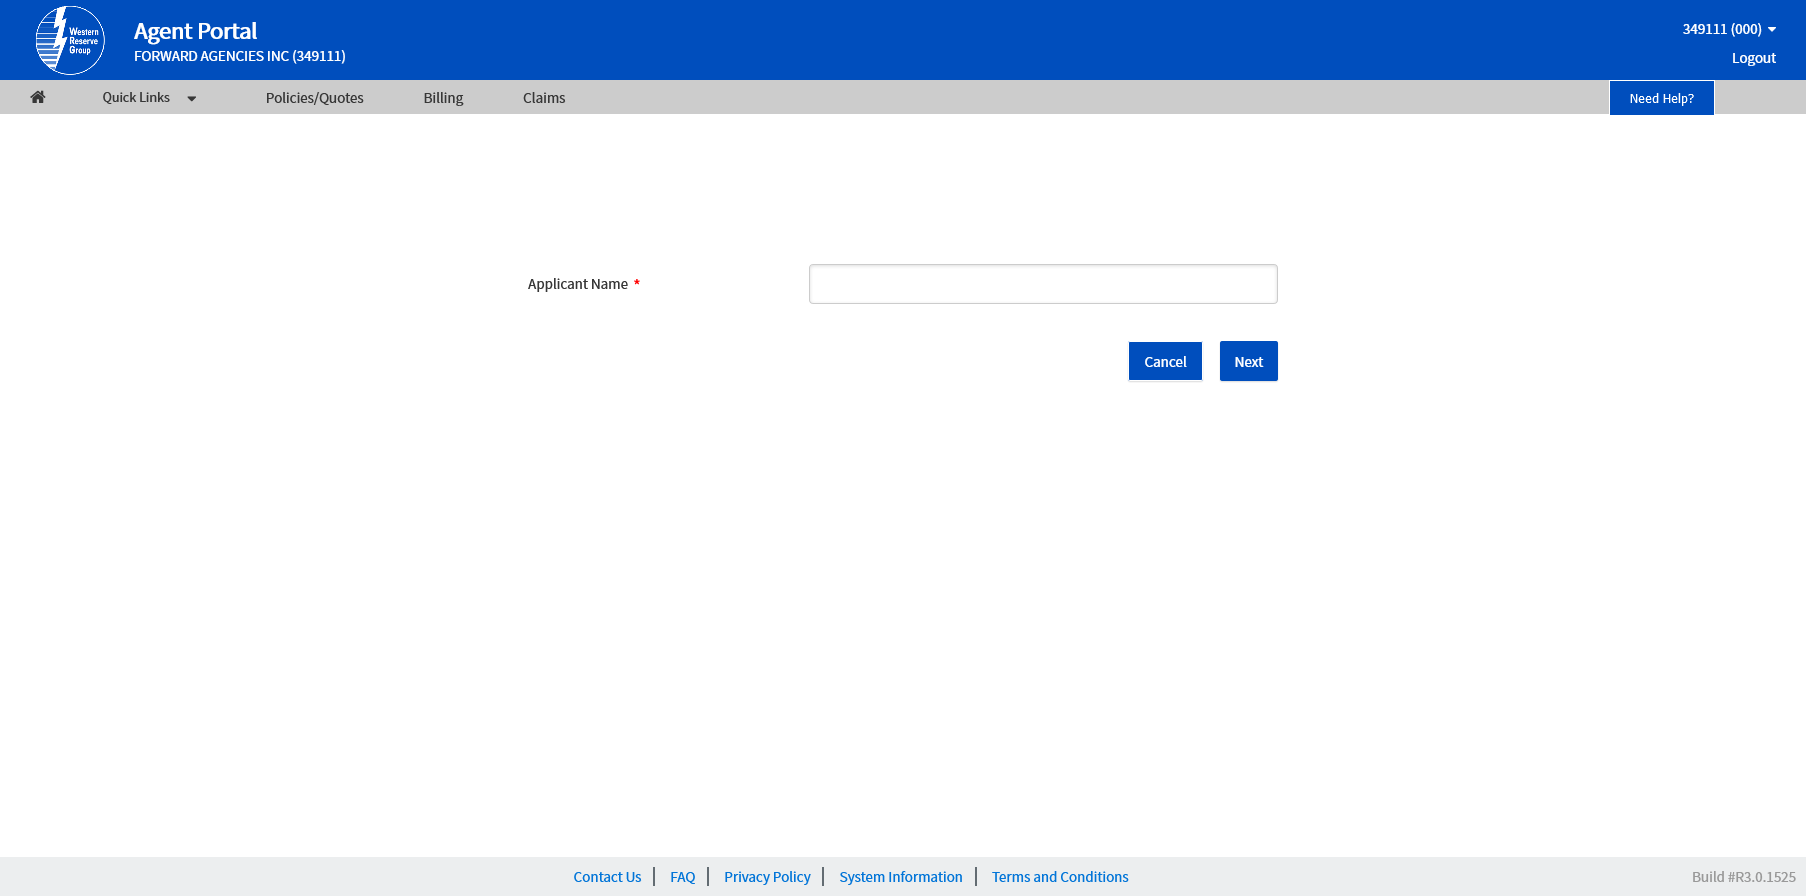 Western
Reserve
Group
Agent Portal
FORWARD AGENCIES INC (349111)
349111 (000)
Logout
Quick Links
Policies/Quotes
Billing
Claims
Need Help?
Applicant Name *
Cancel
Next
Contact Us
FAQ
Privacy Policy
System Information
Terms and Conditions
Build #R3.0.1525